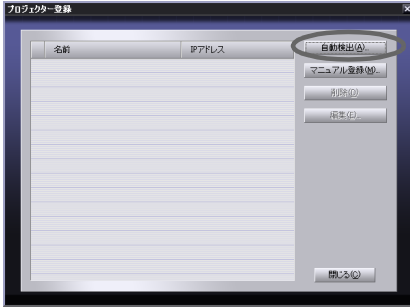 プロジェクター登録
名前 IPアドレス
自動検出(A)...
マニュアル登録(M)...
削除(D)
編集(E)...
閉じる(C)